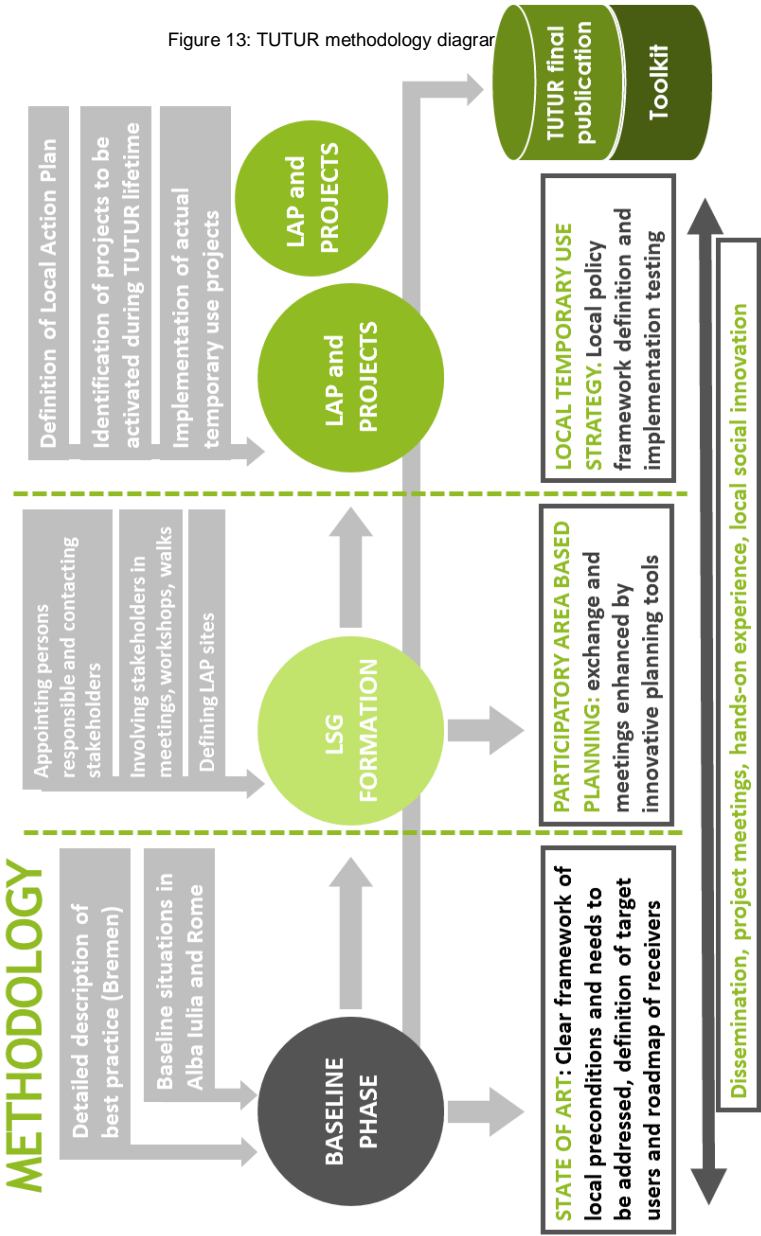 Figure 13: TUTUR methodology diagrar
METHODOLOGY
Detailed description of
best practice (Bremen)
Baseline situations in
Alba Iulia and Rome
BASELINE
PHASE
STATE OF ART: Clear framework of
local preconditions and needs to
be addressed, definition of target
users and roadmap of receivers
Appointing persons
responsible and contacting
stakeholders
Involving stakeholders in
meetings, workshops, walks
Defining LAP sites
LSG
FORMATION
PARTICIPATORY AREA BASED
PLANNING: exchange and
meetings enhanced by
innovative planning tools
Definition of Local Action Plan
Identification of projects to be
activated during TUTUR lifetime
Implementation of actual
temporary use projects
LAP and
PROJECTS
LAP and
PROJECTS
LOCAL TEMPORARY USE
STRATEGY. Local policy
framework definition and
implementation testing
TUTUR final
publication
Toolkit
Dissemination, project meetings, hands-on experience, local social innovation